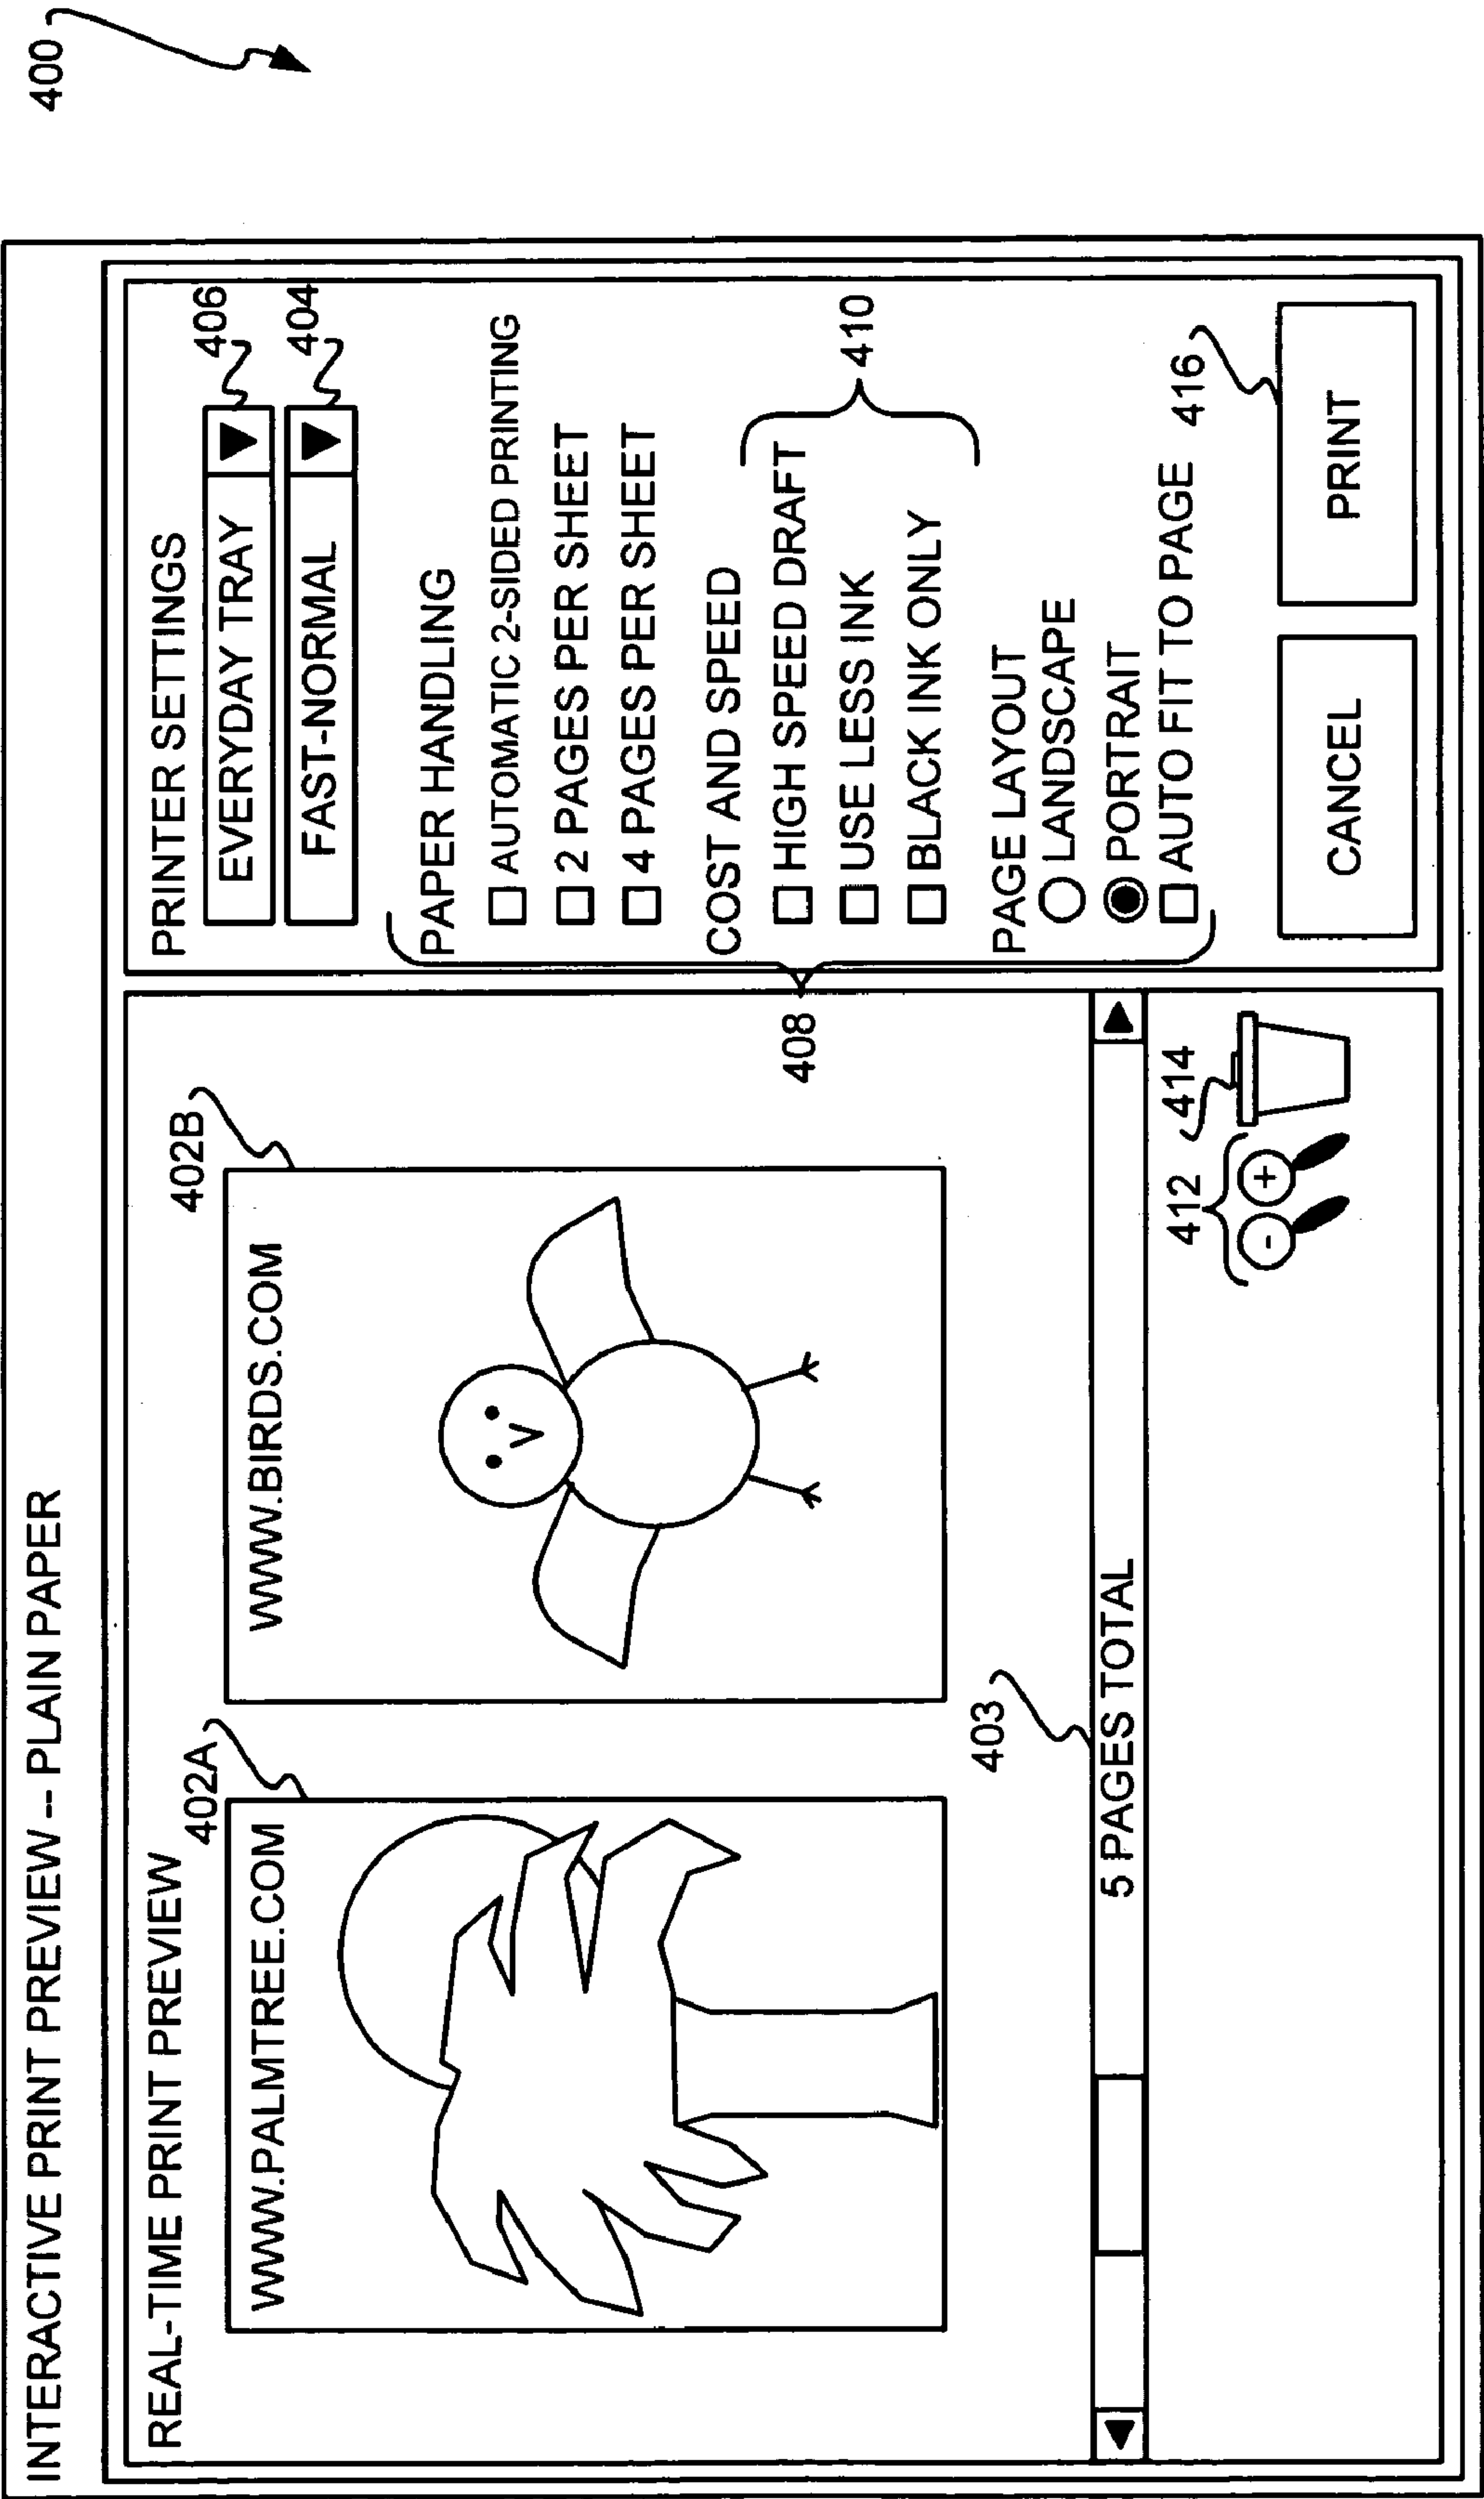 400
INTERACTIVE PRINT PREVIEW -- PLAIN PAPER
REAL-TIME PRINT PREVIEW
402A
WWW.PALMTREE.COM
402B
WWW.BIRDS.COM
403
5 PAGES TOTAL
412
- +
414
408
PRINTER SETTINGS
EVERYDAY TRAY
406
FAST-NORMAL
404
PAPER HANDLING
AUTOMATIC 2-SIDED PRINTING
2 PAGES PER SHEET
4 PAGES PER SHEET
COST AND SPEED
HIGH SPEED DRAFT
USE LESS INK
BLACK INK ONLY
410
PAGE LAYOUT
LANDSCAPE
PORTRAIT
AUTO FIT TO PAGE
416
CANCEL
PRINT